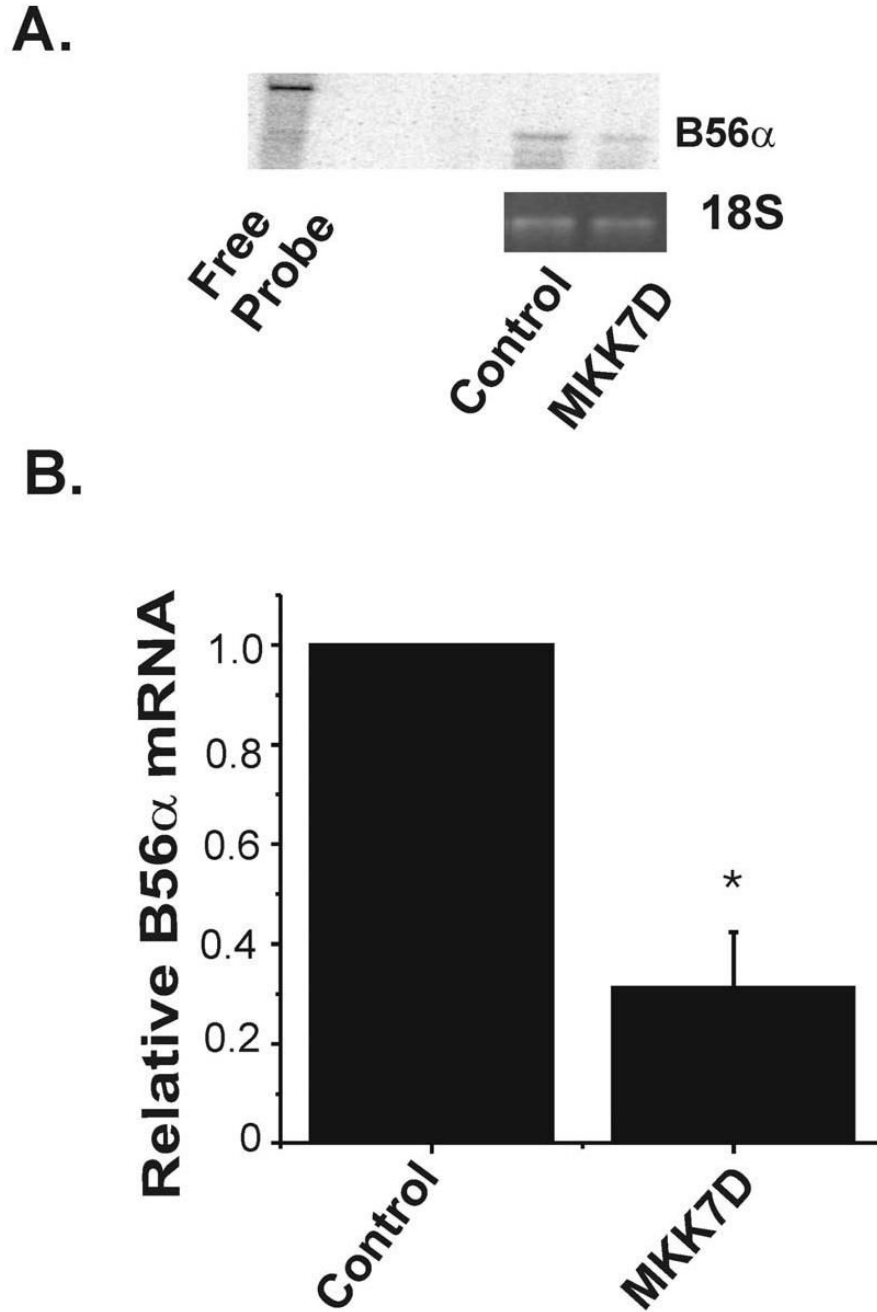 A.
B56α
18S
Free
Probe
Control
MKK7D
B.
Relative B56α mRNA
1.0
0.8
0.6
0.4
0.2
0
*
Control
MKK7D